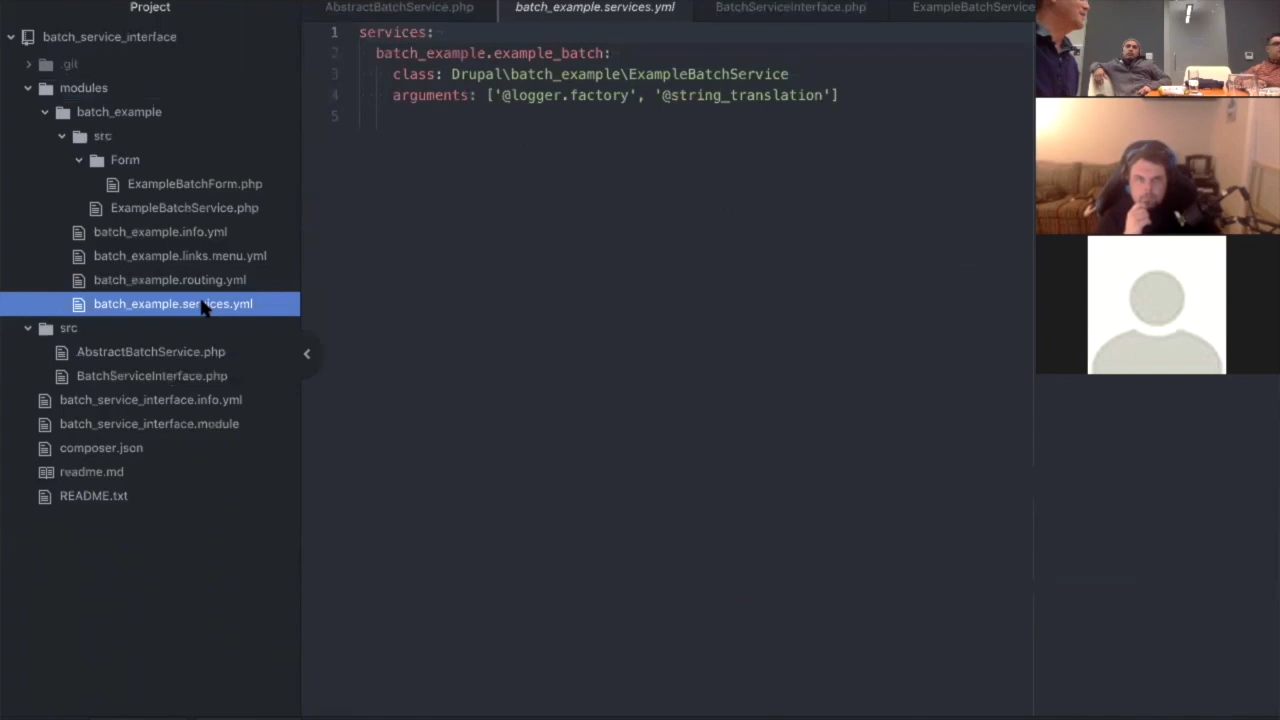 Project
AbstractBatchService.php
batch_example.services.yml
BatchServiceInterface.php
ExampleBatchService
batch_service_interface
.git
modules
batch_example
src
Form
ExampleBatchForm.php
ExampleBatchService.php
batch_example.info.yml
batch_example.links.menu.yml
batch_example.routing.yml
batch_example.services.yml
src
AbstractBatchService.php
BatchServiceInterface.php
batch_service_interface.info.yml
batch_service_interface.module
composer.json
readme.md
README.txt
1 services:
2 batch_example.example_batch:
3 class: Drupal\batch_example\ExampleBatchService
4 arguments: ['@logger.factory', '@string_translation']
5